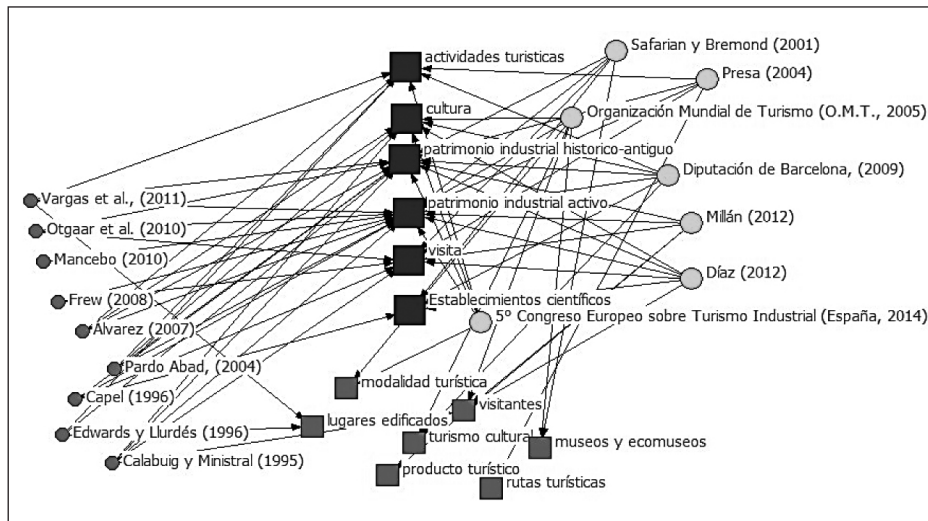 Safarian y Bremond (2001)
actividades turisticas
Presa (2004)
cultura
Organización Mundial de Turismo (O.M.T., 2005)
patrimonio industrial historico-antiguo
Diputación de Barcelona, (2009)
Vargas et al., (2011)
patrimonio industrial activo
Millán (2012)
Otgaar et al. (2010)
visita
Mancebo (2010)
Díaz (2012)
Frew (2008)
Establecimientos científicos
5º Congreso Europeo sobre Turismo Industrial (España, 2014)
Álvarez (2007)
Pardo Abad, (2004)
modalidad turística
Capel (1996)
visitantes
lugares edificados
Edwards y Llurdés (1996)
turismo cultural
museos y ecomuseos
Calabuig y Ministral (1995)
producto turístico
rutas turísticas